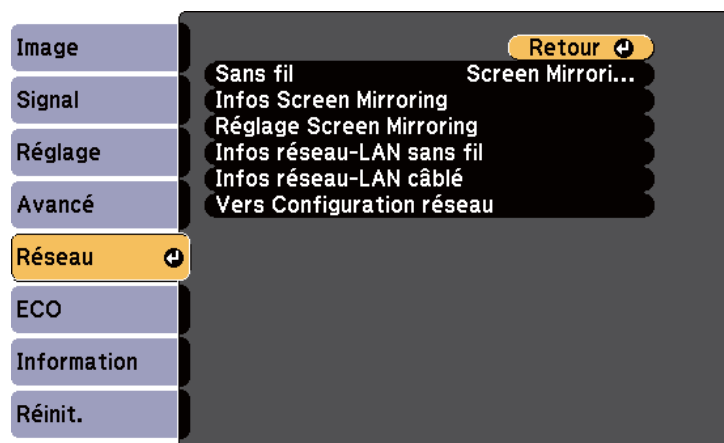 Image
Signal
Réglage
Avancé
Réseau
ECO
Information
Réinit.
Retour
Sans fil Screen Mirrori...
Infos Screen Mirroring
Réglage Screen Mirroring
Infos réseau-LAN sans fil
Infos réseau-LAN câblé
Vers Configuration réseau